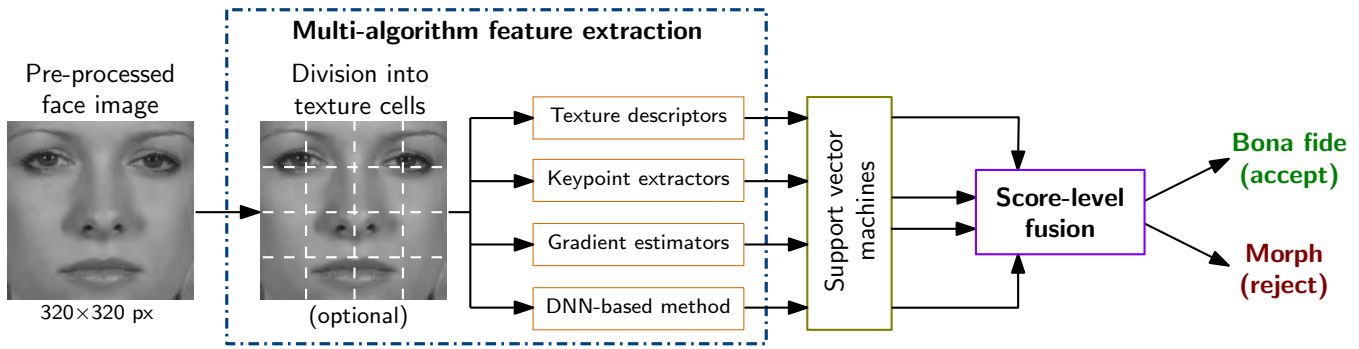 Multi-algorithm feature extraction
Pre-processed
face image
320×320 px
Division into
texture cells
(optional)
Texture descriptors
Keypoint extractors
Gradient estimators
DNN-based method
Support vector
machines
Score-level
fusion
Bona fide
(accept)
Morph
(reject)